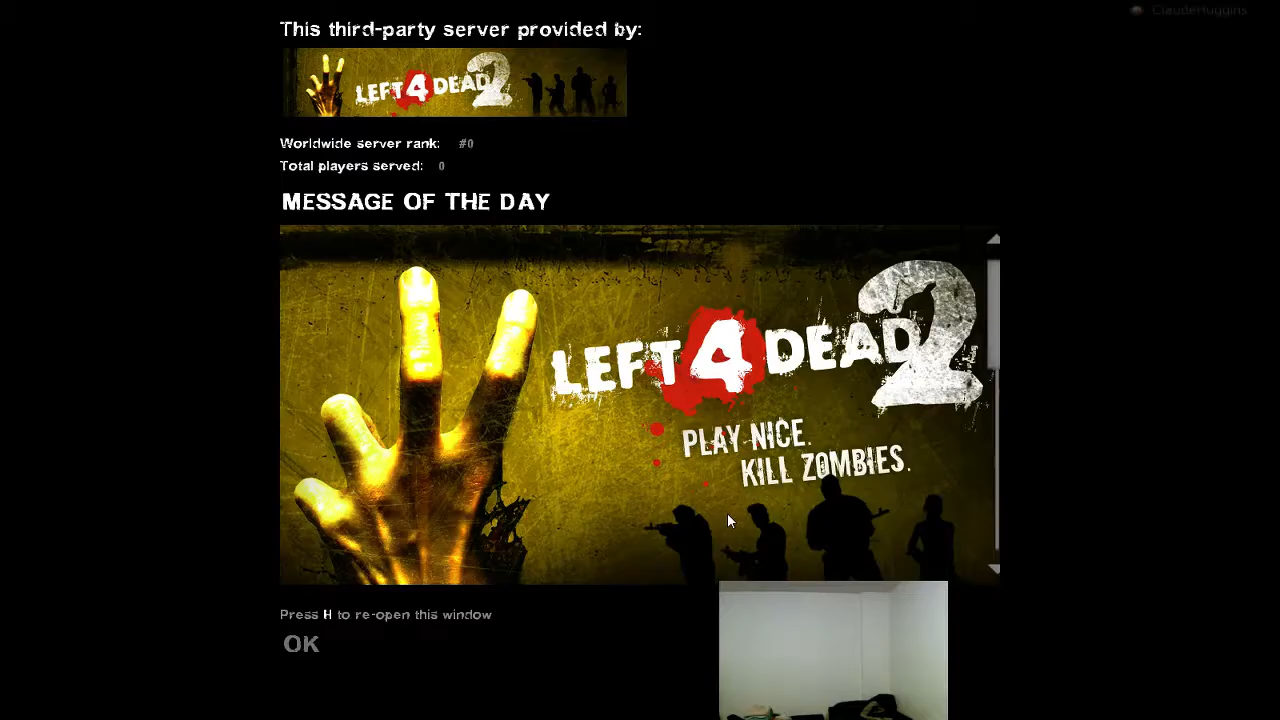 ClaudeHuggins
This third-party server provided by:
LEFT 4 DEAD 2
Worldwide server rank: #0
Total players served: 0
MESSAGE OF THE DAY
LEFT 4 DEAD 2
PLAY NICE.
KILL ZOMBIES.
Press H to re-open this window
OK